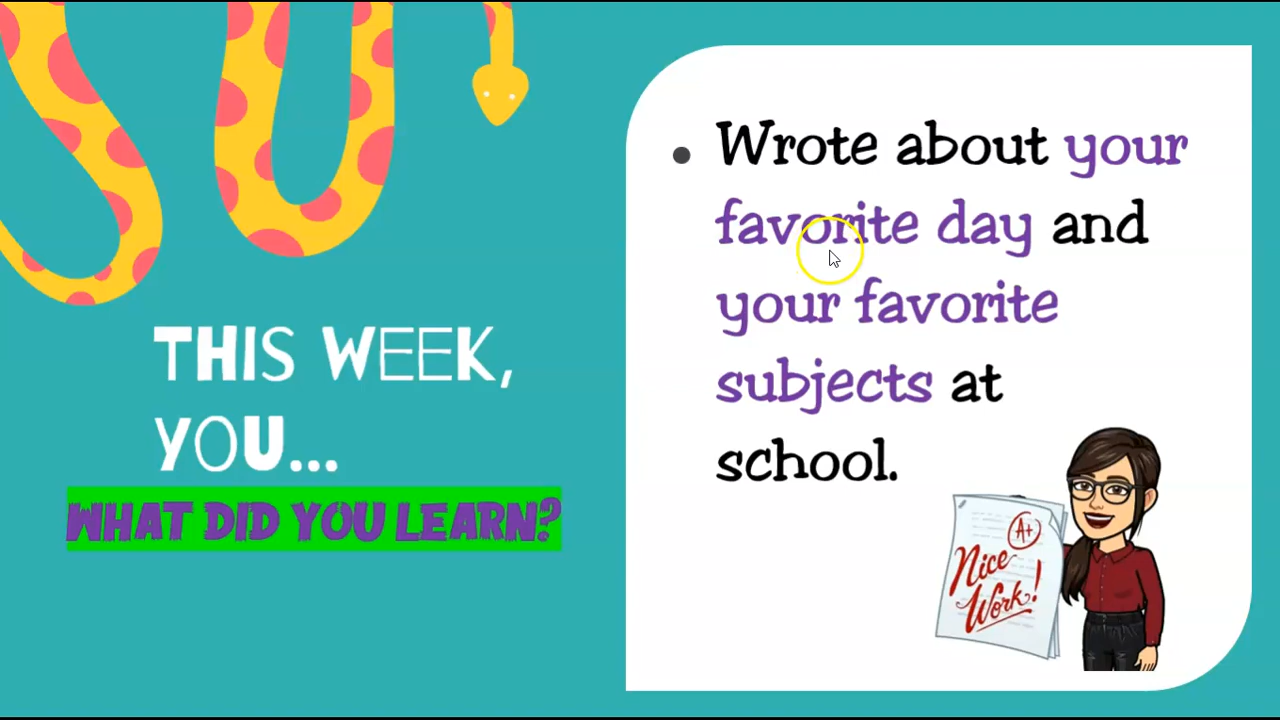 THIS WEEK,
YOU...
WHAT DID YOU LEARN?
• Wrote about your
favorite day and
your favorite
subjects at
school.
A+
Nice
Work!